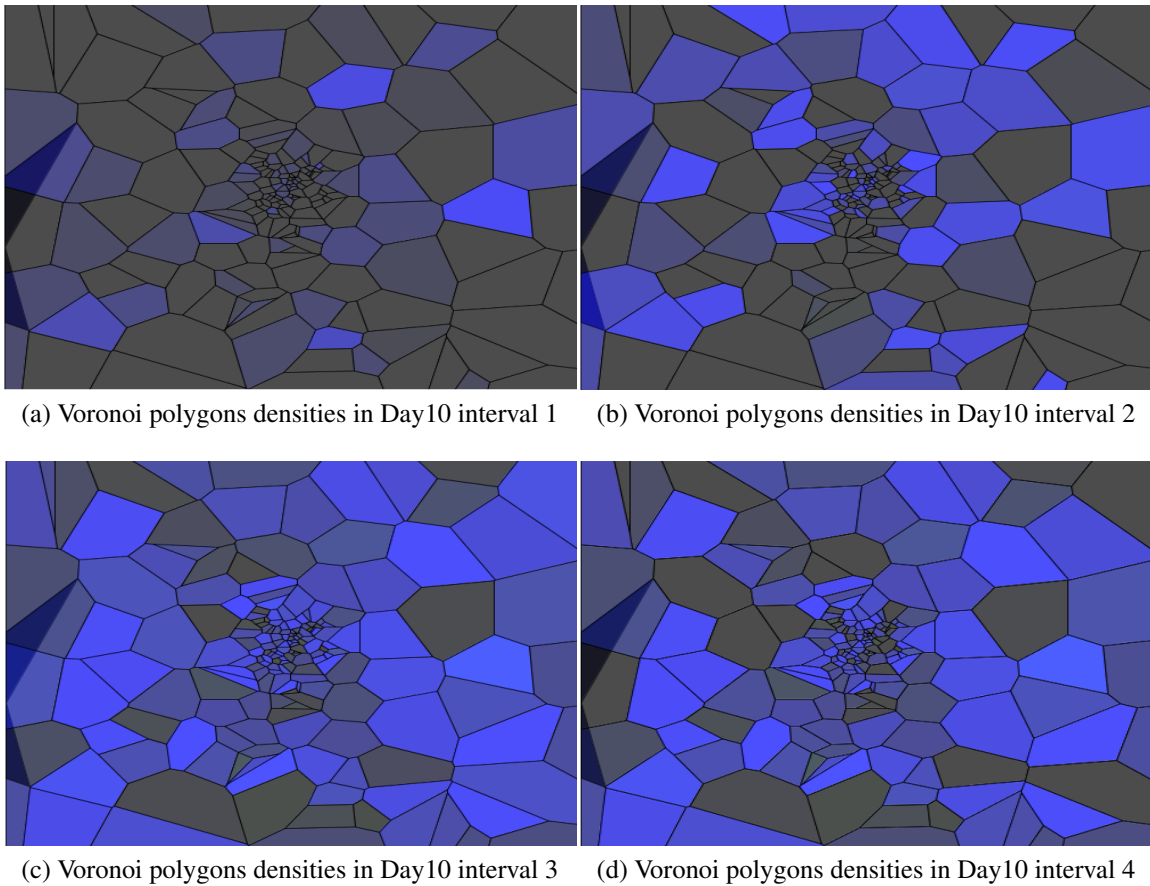 (a) Voronoi polygons densities in Day10 interval 1
(b) Voronoi polygons densities in Day10 interval 2
(c) Voronoi polygons densities in Day10 interval 3
(d) Voronoi polygons densities in Day10 interval 4